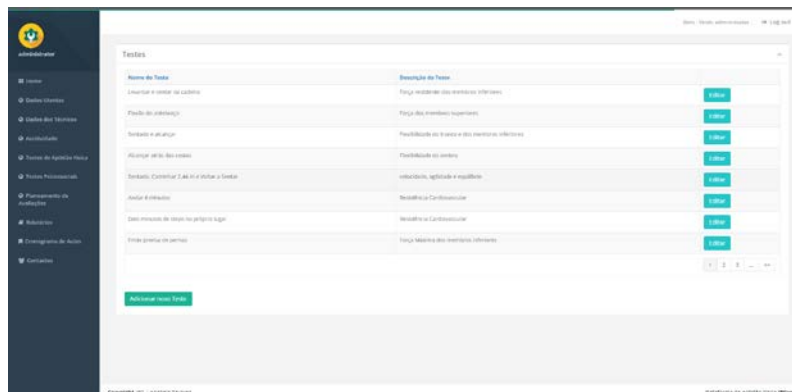 Log out
administrator
Testes
Nome do Teste Descrição do Teste
Home
Levantar e sentar na cadeira Força resistente dos membros inferiores Editar
Dados Utentes
Flexão do antebraço Força dos membros superiores Editar
Dados dos Técnicos
Sentado e alcançar Flexibilidade do tronco e dos membros inferiores Editar
Assiduidade
Testes de Aptidão Física
Alcançar atrás das costas Flexibilidade do ombro Editar
Testes Psicossociais
Sentado, Caminhar 2,44 m e Voltar a Sentar velocidade, agilidade e equilíbrio Editar
Planeamento de
Avaliações
Andar 6 minutos Resistência Cardiovascular Editar
Relatórios
Dois minutos de steps no próprio lugar Resistência Cardiovascular Editar
Cronograma de Aulas
Força Máxima dos membros inferiores Editar
Contactos
1 2 3 ... »»
Adicionar novo Teste